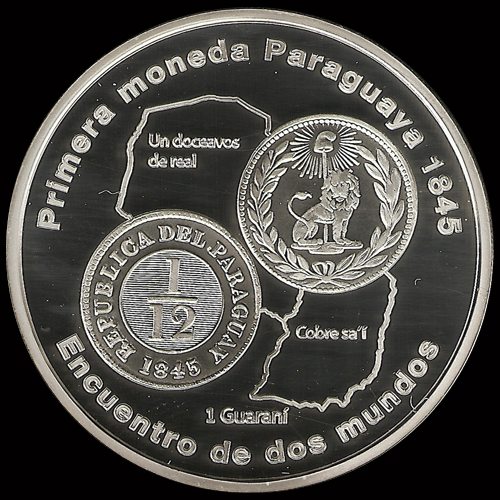 Primera moneda Paraguaya 1845
Un doceavos
de real
REPUBLICA DEL PARAGUAY
1/12
1845
Cobre sa'í
1 Guaraní
Encuentro de dos mundos